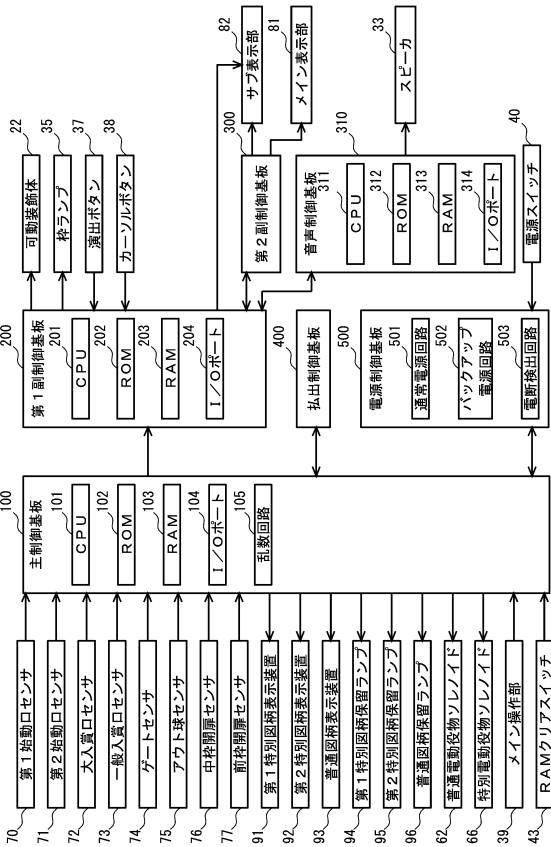 70
第１始動口センサ
71
第２始動口センサ
72
大入賞口センサ
73
一般入賞口センサ
74
ゲートセンサ
75
アウト球センサ
76
中枠開扉センサ
77
前枠開扉センサ
91
第１特別図柄表示装置
92
第２特別図柄表示装置
93
普通図柄表示装置
94
第１特別図柄保留ランプ
95
第２特別図柄保留ランプ
96
普通図柄保留ランプ
62
普通電動役物ソレノイド
66
特別電動役物ソレノイド
39
メイン操作部
43
ＲＡＭクリアスイッチ
100
主制御基板
101
ＣＰＵ
102
ＲＯＭ
103
ＲＡＭ
104
Ｉ／Ｏポート
105
乱数回路
200
第１副制御基板
201
ＣＰＵ
202
ＲＯＭ
203
ＲＡＭ
204
Ｉ／Ｏポート
400
払出制御基板
500
電源制御基板
501
通常電源回路
502
バックアップ
電源回路
503
電断検出回路
22
可動装飾体
35
枠ランプ
37
演出ボタン
38
カーソルボタン
300
第２副制御基板
82
サブ表示部
81
メイン表示部
310
音声制御基板
311
ＣＰＵ
312
ＲＯＭ
313
ＲＡＭ
314
Ｉ／Ｏポート
33
スピーカ
40
電源スイッチ